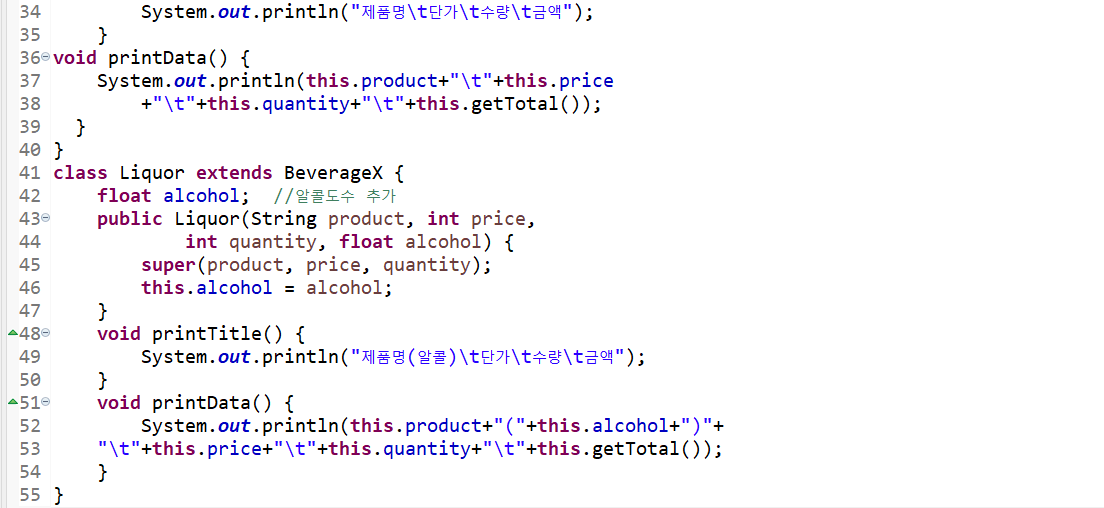 34 System.out.println("제품명\t단가\t수량\t금액");
35 }
36 void printData() {
37 System.out.println(this.product+"\t"+this.price
38 +"\t"+this.quantity+"\t"+this.getTotal());
39 }
40 }
41 class Liquor extends BeverageX {
42 float alcohol; //알콜도수 추가
43 public Liquor(String product, int price,
44 int quantity, float alcohol) {
45 super(product, price, quantity);
46 this.alcohol = alcohol;
47 }
48 void printTitle() {
49 System.out.println("제품명(알콜)\t단가\t수량\t금액");
50 }
51 void printData() {
52 System.out.println(this.product+"("+this.alcohol+")"+
53 "\t"+this.price+"\t"+this.quantity+"\t"+this.getTotal());
54 }
55 }